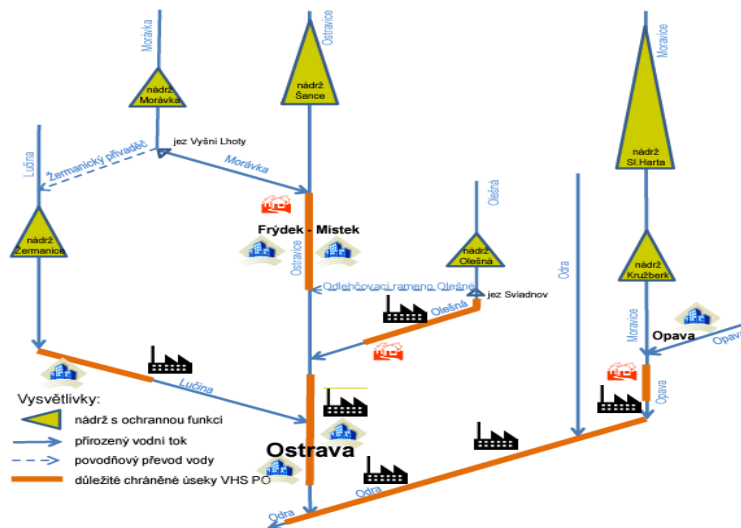 Morávka
Ostravice
Moravice
nádrž
Morávka
nádrž
Šance
nádrž
Sl.Harta
jez Vyšní Lhoty
Lučina
Žermanický přivaděč
Morávka
Olešná
nádrž
Žermanice
Frýdek - Místek
Ostravice
nádrž
Olešná
Odra
nádrž
Kružberk
Odlehčovací rameno Olešné
jez Sviadnov
Olešná
Moravice
Opava
Opava
Lučina
Opava
Vysvětlivky:
nádrž s ochrannou funkcí
přirozený vodní tok
povodňový převod vody
důležité chráněné úseky VHS PO
Ostrava
Odra
Odra